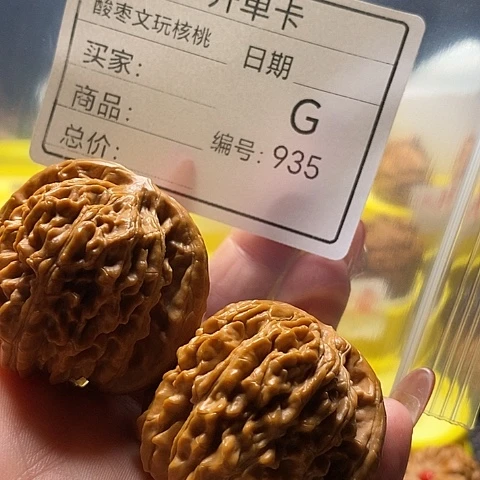 开单卡
酸枣文玩核桃
买家: 日期
商品: G
总价: 编号: 935